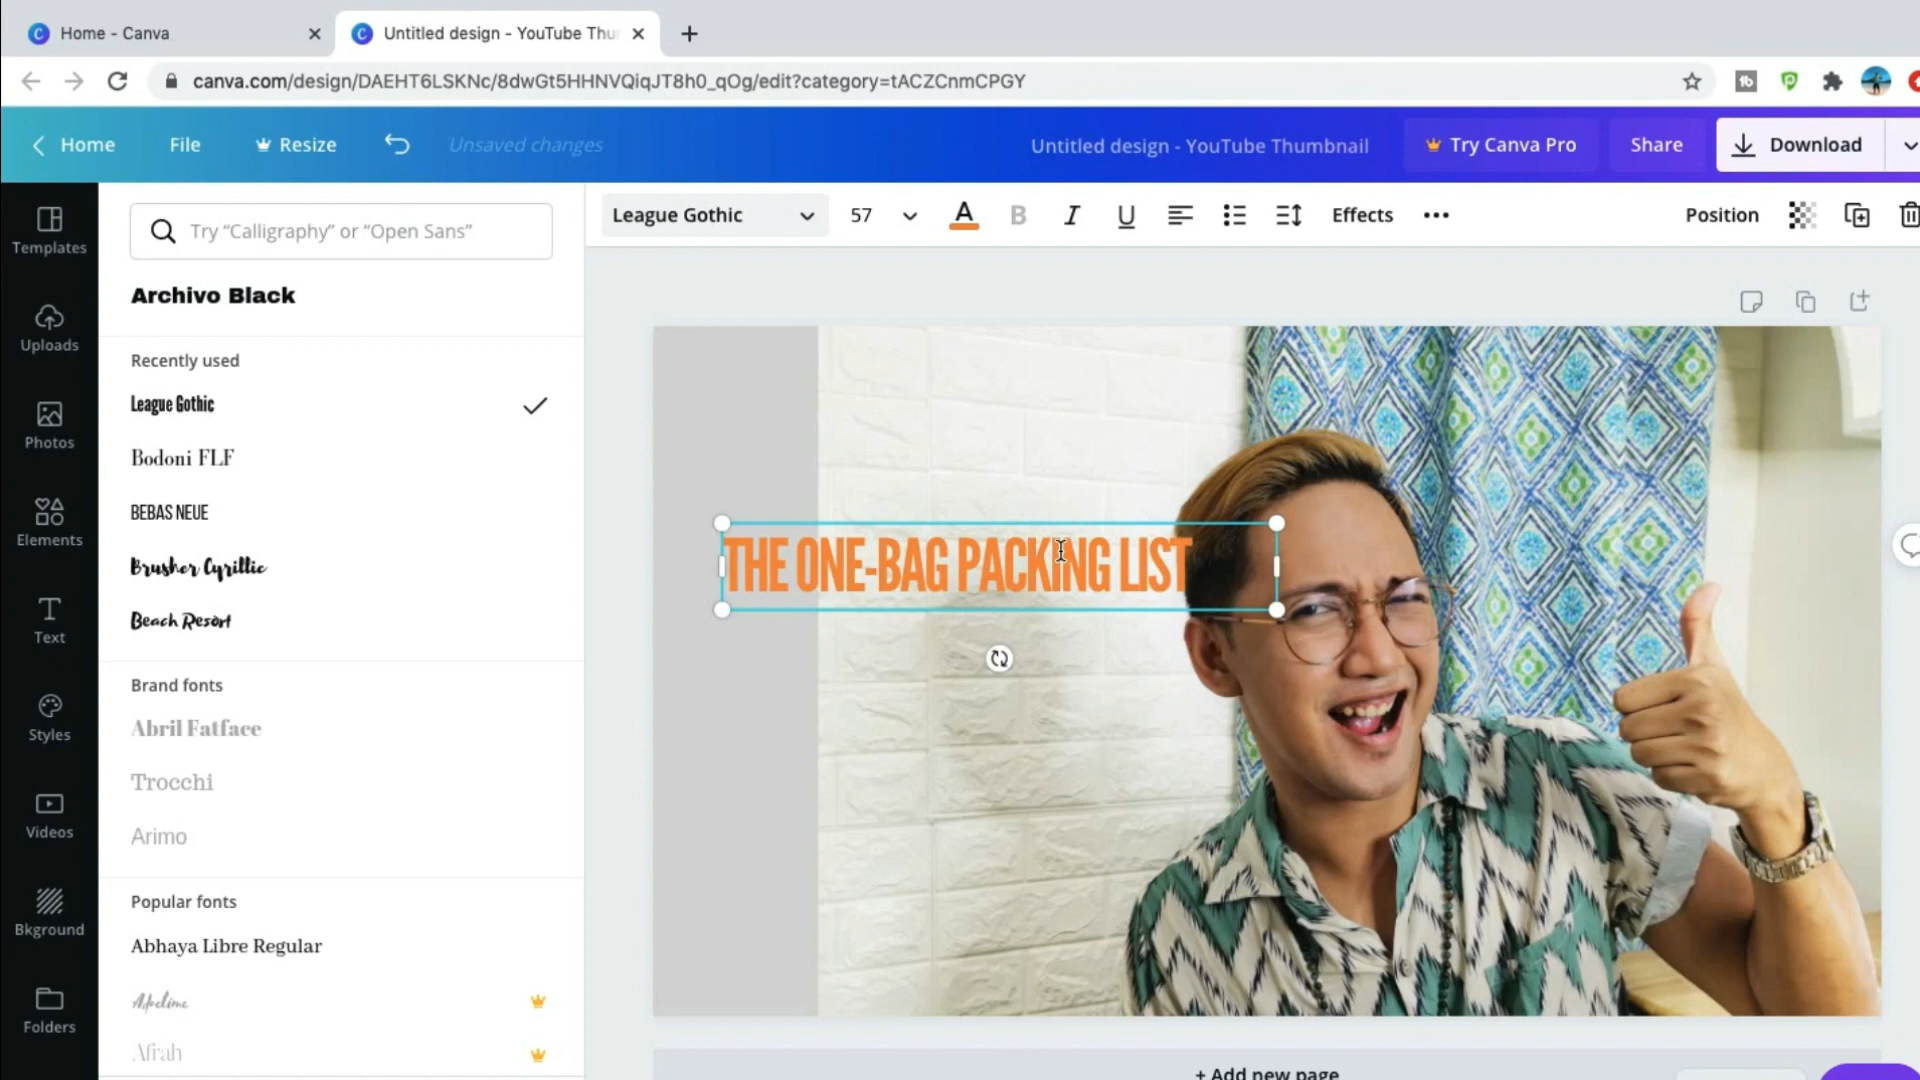 Home - Canva
Untitled design - YouTube Thu
canva.com/design/DAEHT6LSKNc/8dwGt5HHNVQiqJT8h0_qOg/edit?category=tACZCnmCPGY
Home
File
Resize
Unsaved changes
Untitled design - YouTube Thumbnail
Try Canva Pro
Share
Download
Templates
Uploads
Photos
Elements
Text
Styles
Videos
Bkground
Folders
Try “Calligraphy” or “Open Sans”
Archivo Black
Recently used
League Gothic
Bodoni FLF
BEBAS NEUE
Brusher Cyrillic
Beach Resort
Brand fonts
Abril Fatface
Trocchi
Arimo
Popular fonts
Abhaya Libre Regular
Afrah
League Gothic
57
A
B
I
U
Effects
Position
THE ONE-BAG PACKING LIST
+ Add new page